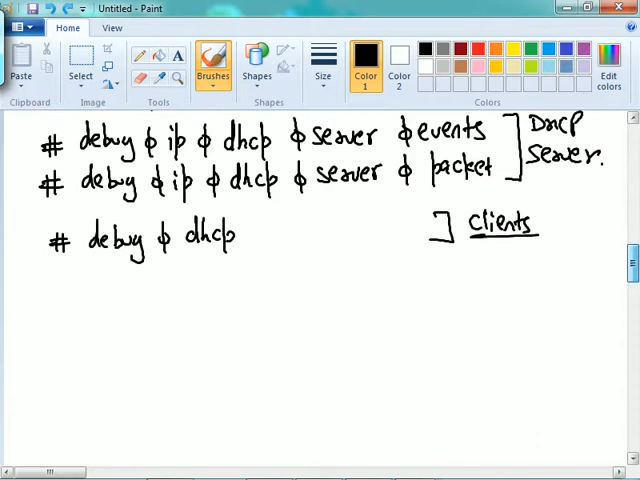 Untitled - Paint
Home
View
Paste
Select
Brushes
Shapes
Size
Color 1
Color 2
Edit colors
Clipboard
Image
Tools
Shapes
Colors
# debug ϕ ip ϕ dhcp ϕ server ϕ events
# debug ϕ ip ϕ dhcp ϕ server ϕ packet
DHCP
Server.
# debug ϕ dhcp
clients